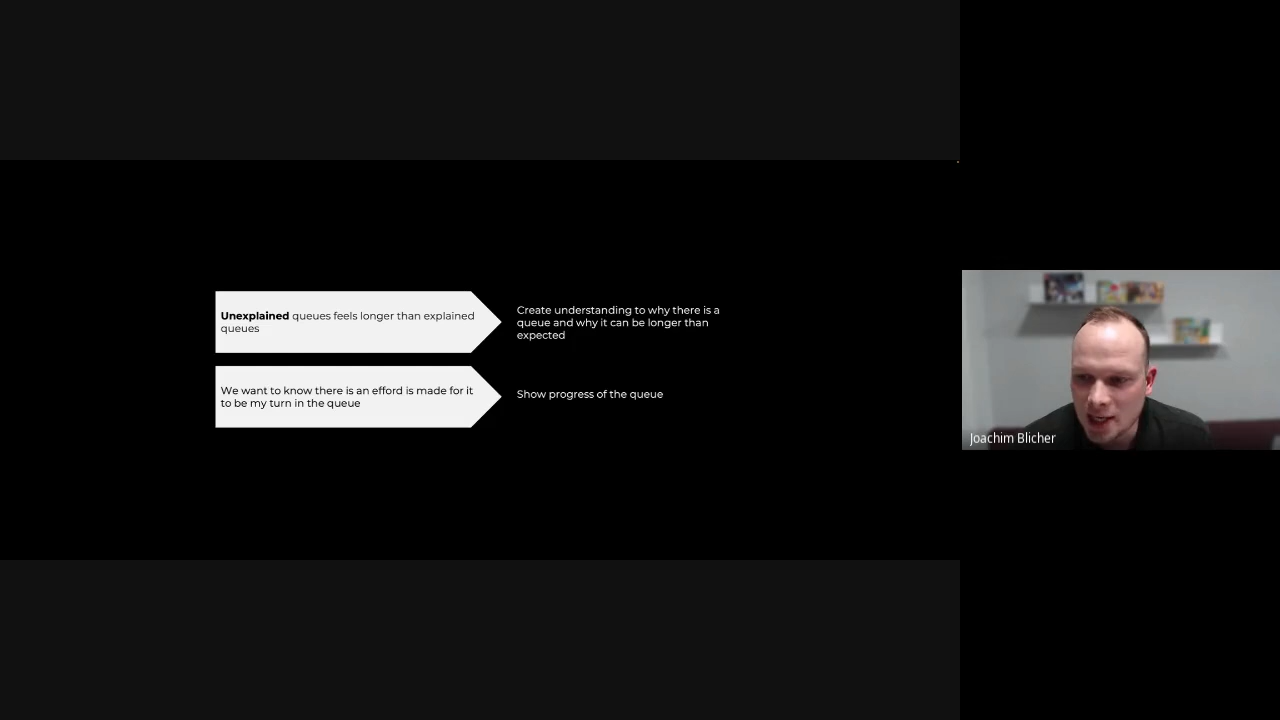 Unexplained queues feels longer than explained
queues
Create understanding to why there is a
queue and why it can be longer than
expected
We want to know there is an efford is made for it
to be my turn in the queue
Show progress of the queue
Joachim Blicher